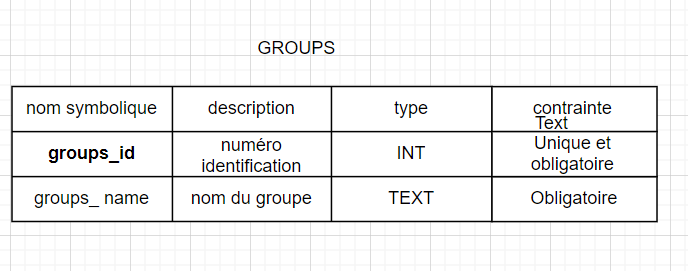 GROUPS
nom symbolique description type contrainte
Text
groups_id numéro identification INT Unique et obligatoire
groups_ name nom du groupe TEXT Obligatoire